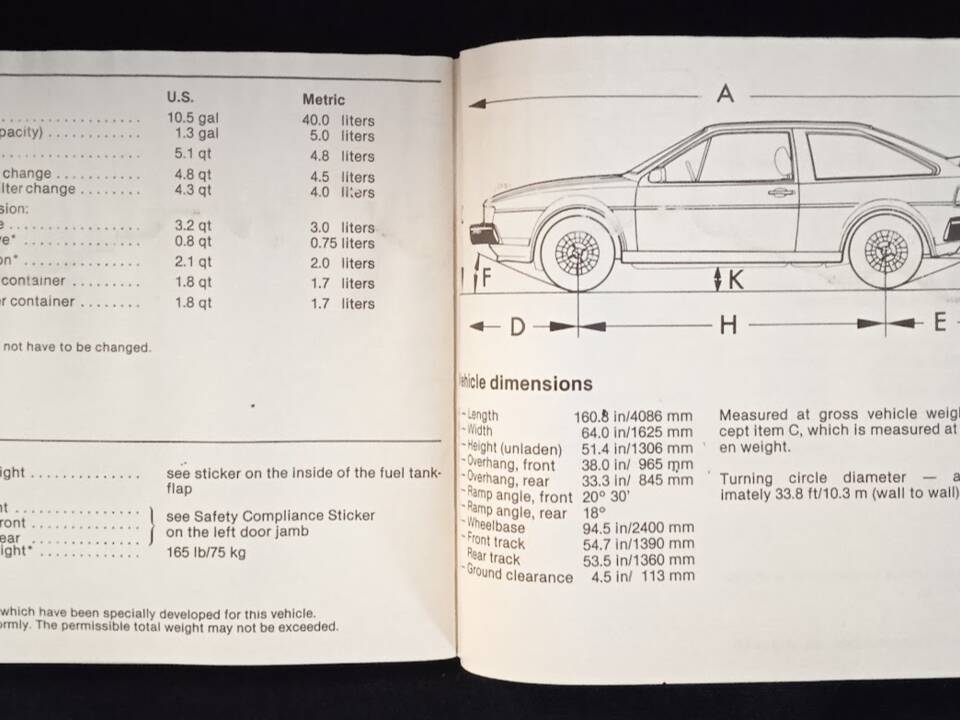 U.S. Metric
10.5 gal 40.0 liters
pacity) 1.3 gal 5.0 liters
5.1 qt 4.8 liters
change 4.8 qt 4.5 liters
change 4.3 qt 4.0 liters
sion:
3.2 qt 3.0 liters
0.8 qt 0.75 liters
on* 2.1 qt 2.0 liters
container 1.8 qt 1.7 liters
r container 1.8 qt 1.7 liters
not have to be changed.
ight see sticker on the inside of the fuel tank-
flap
nt
ront see Safety Compliance Sticker
ear on the left door jamb
ight* 165 lb/75 kg
which have been specially developed for this vehicle.
ormly. The permissible total weight may not be exceeded.
A
F
K
D
H
E
hicle dimensions
- Length 160.8 in/4086 mm
- Width 64.0 in/1625 mm
- Height (unladen) 51.4 in/1306 mm
- Overhang, front 38.0 in/ 965 mm
- Overhang, rear 33.3 in/ 845 mm
- Ramp angle, front 20° 30'
- Ramp angle, rear 18°
- Wheelbase 94.5 in/2400 mm
- Front track 54.7 in/1390 mm
Rear track 53.5 in/1360 mm
- Ground clearance 4.5 in/ 113 mm
Measured at gross vehicle weigh
cept item C, which is measured at
en weight.
Turning circle diameter — a
imately 33.8 ft/10.3 m (wall to wall)